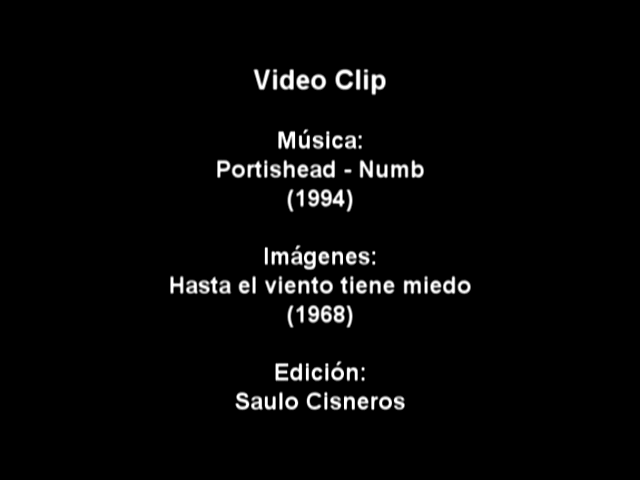 Video Clip
Música:
Portishead - Numb
(1994)
Imágenes:
Hasta el viento tiene miedo
(1968)
Edición:
Saulo Cisneros